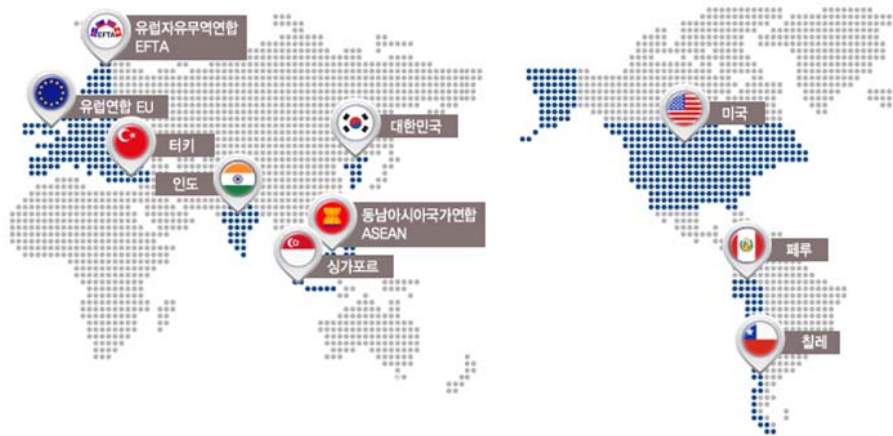 EFTA
유럽자유무역연합
EFTA
유럽연합 EU
터키
대한민국
인도
동남아시아국가연합
ASEAN
싱가포르
미국
페루
칠레